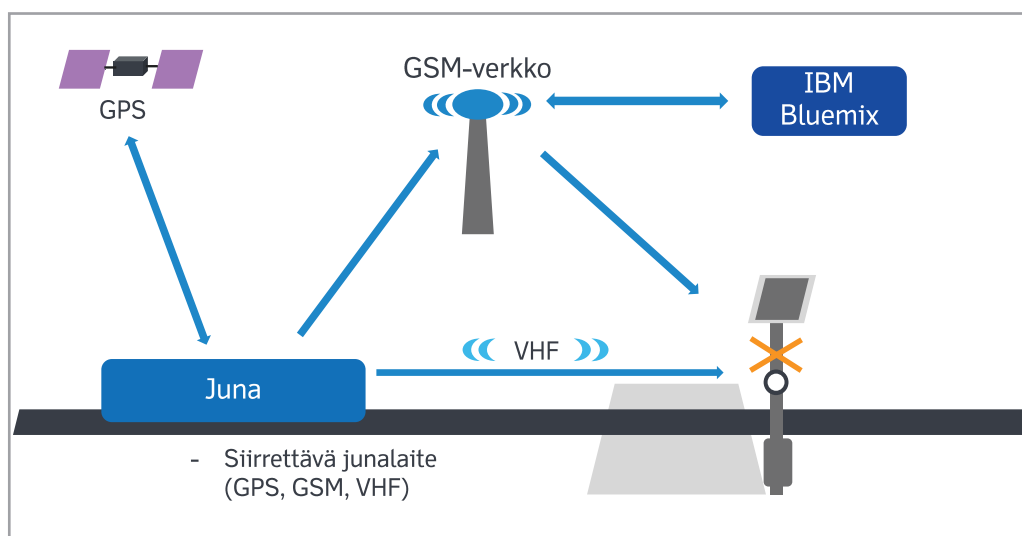 GPS
GSM-verkko
IBM
Bluemix
VHF
Juna
- Siirrettävä junalaite
(GPS, GSM, VHF)